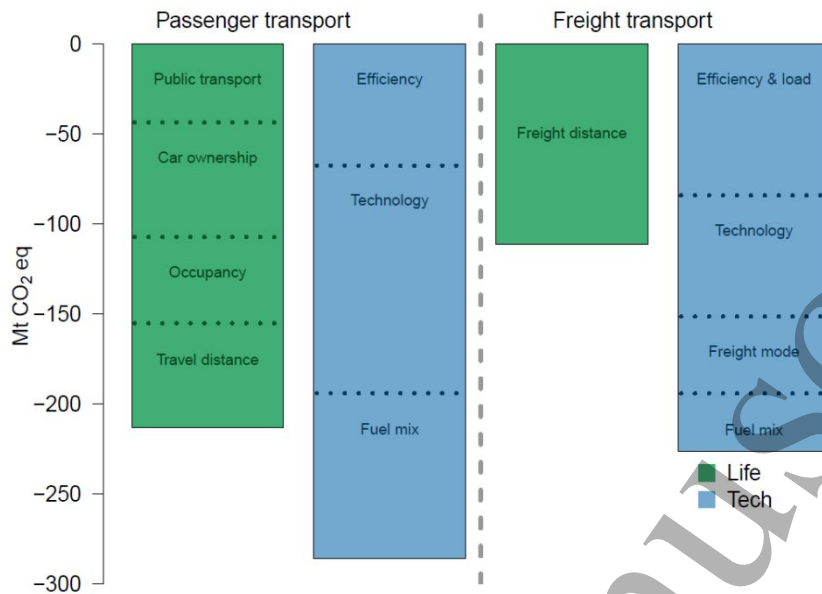 Passenger transport
Freight transport
Mt CO₂ eq
0
−50
−100
−150
−200
−250
−300
Public transport
Car ownership
Occupancy
Travel distance
Efficiency
Technology
Fuel mix
Freight distance
Efficiency & load
Technology
Freight mode
Fuel mix
Life
Tech